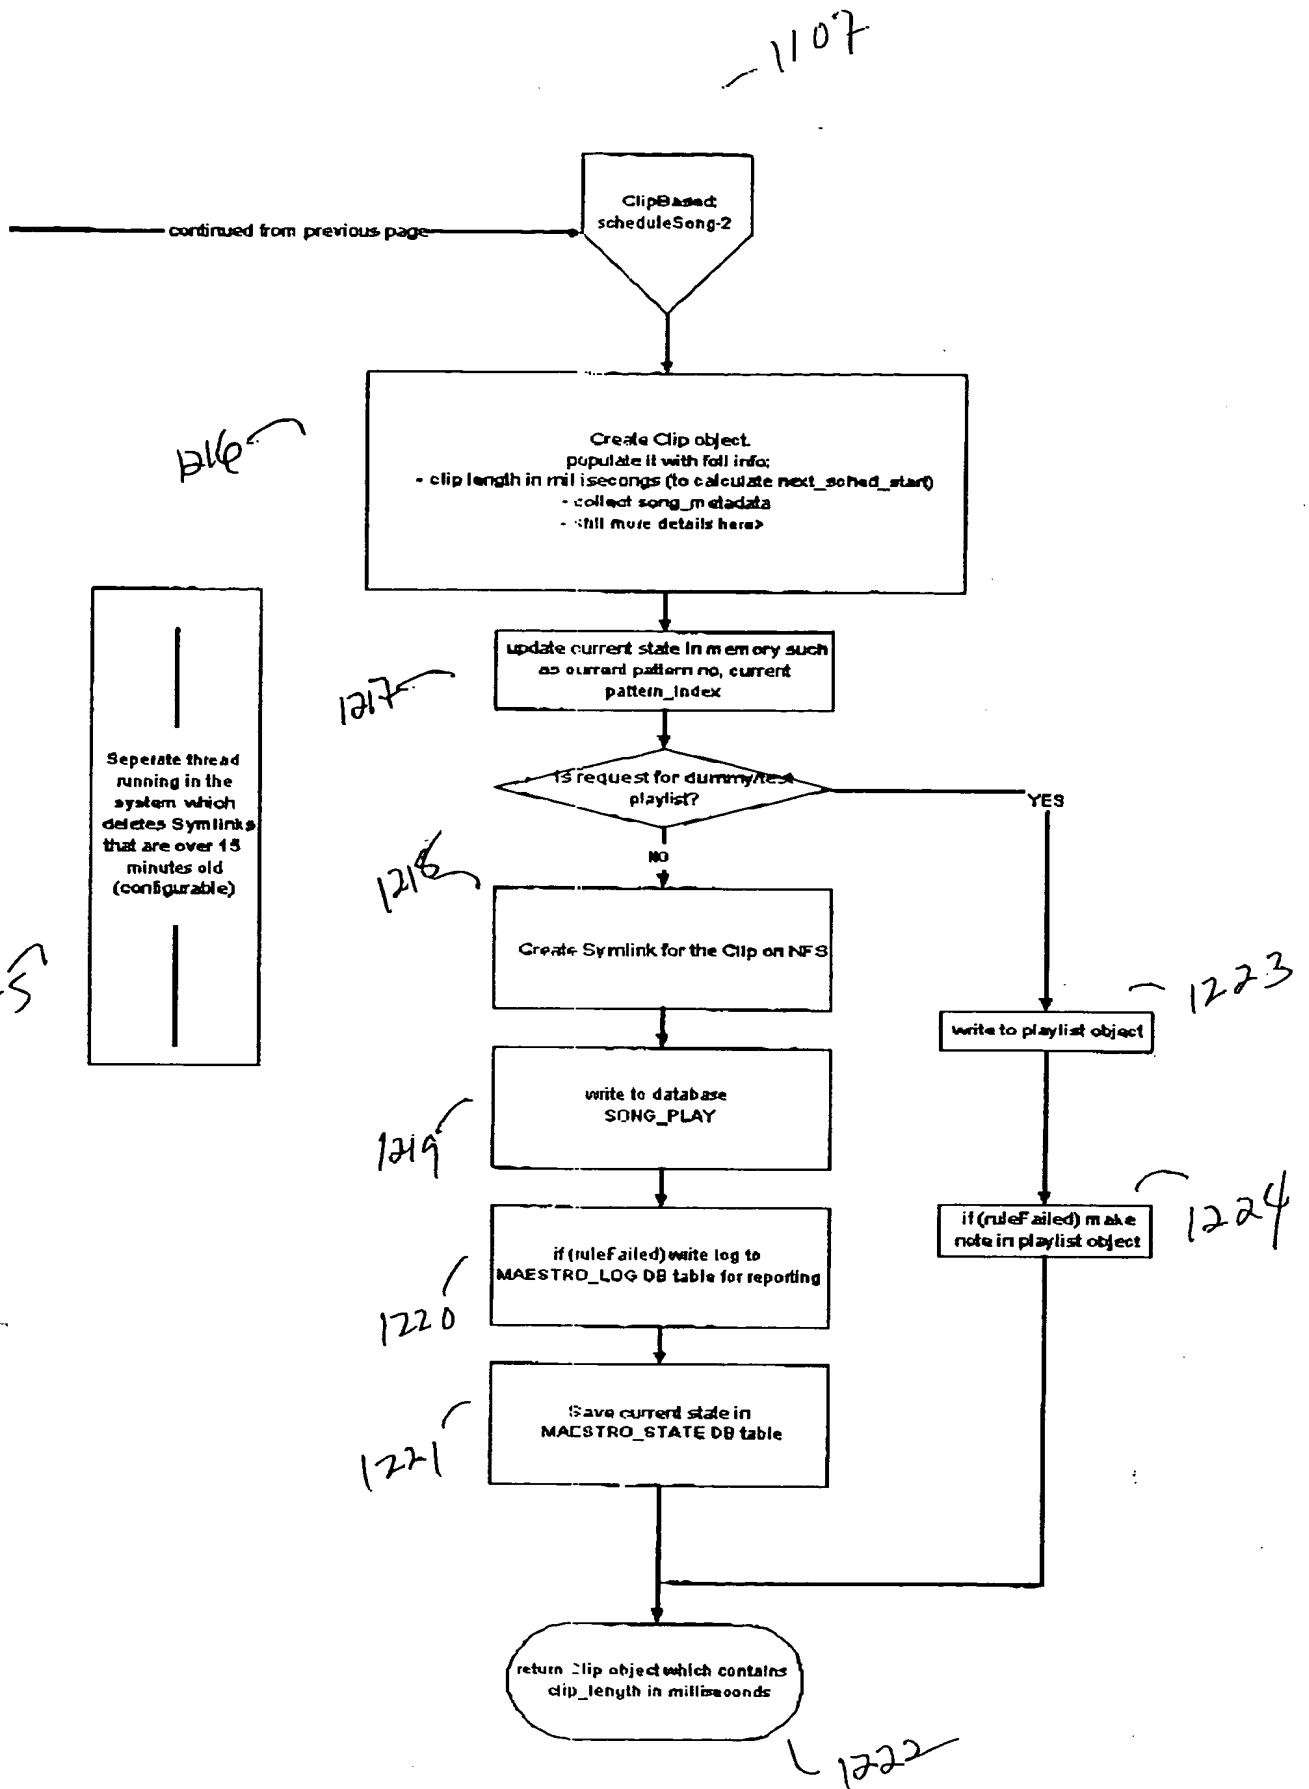 1107
ClipBased;
scheduleSong-2
continued from previous page
1216
Create Clip object.
populate it with foll info;
- clip length in milisecongs (to calculate next_sched_start)
- collect song_metadata
- still more details here>
update current state in memory such
as current pattern no, current
pattern_index
1217
Seperate thread
running in the
system which
deletes Symlinks
that are over 15
minutes old
(configurable)
is request for dummy/test
playlist?
YES
NO
1218
Create Symlink for the Clip on NFS
5
1223
write to playlist object
write to database
SONG_PLAY
1219
if (ruleFailed) make
note in playlist object
1224
if (ruleFailed) write log to
MAESTRO_LOG DB table for reporting
1220
Save current state in
MAESTRO_STATE DB table
1221
return Clip object which contains
clip_length in milliseconds
1222